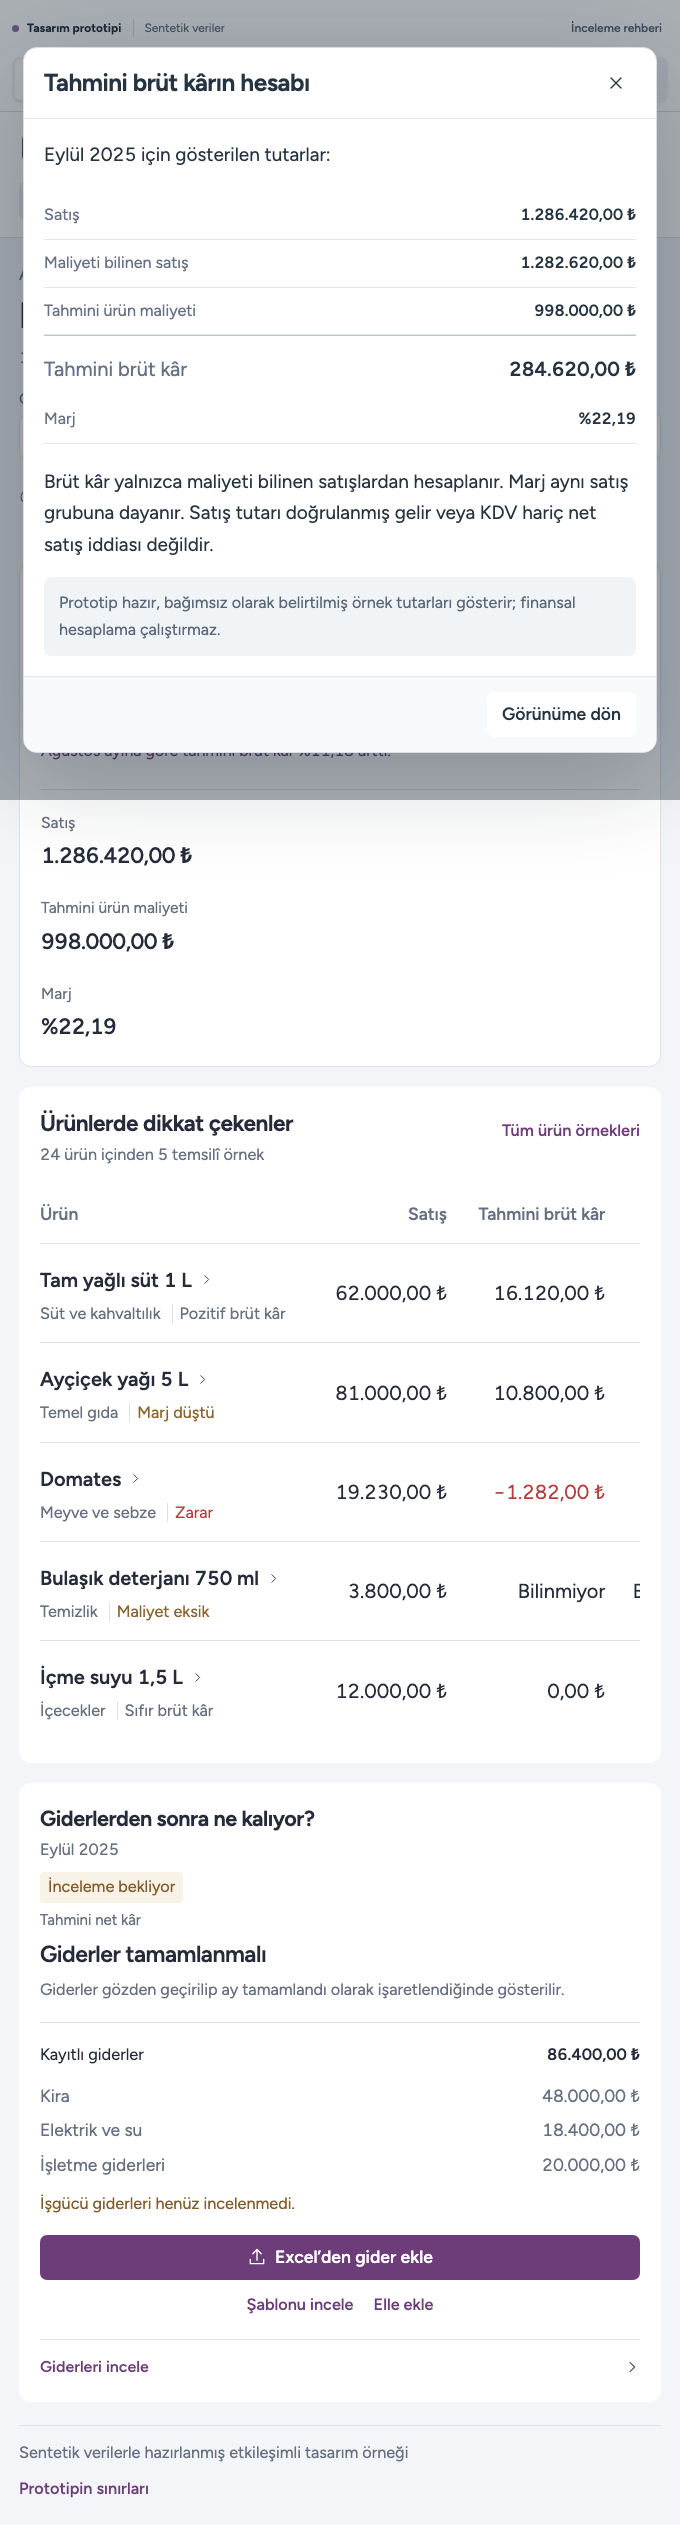 Tasarım prototipi
Sentetik veriler
İnceleme rehberi
Tahmini brüt kârın hesabı
Eylül 2025 için gösterilen tutarlar:
Satış 1.286.420,00 ₺
Maliyeti bilinen satış 1.282.620,00 ₺
Tahmini ürün maliyeti 998.000,00 ₺
Tahmini brüt kâr 284.620,00 ₺
Marj %22,19
Brüt kâr yalnızca maliyeti bilinen satışlardan hesaplanır. Marj aynı satış
grubuna dayanır. Satış tutarı doğrulanmış gelir veya KDV hariç net
satış iddiası değildir.
Prototip hazır, bağımsız olarak belirtilmiş örnek tutarları gösterir; finansal
hesaplama çalıştırmaz.
Görünüme dön
Satış
1.286.420,00 ₺
Tahmini ürün maliyeti
998.000,00 ₺
Marj
%22,19
Ürünlerde dikkat çekenler
Tüm ürün örnekleri
24 ürün içinden 5 temsilî örnek
Ürün Satış Tahmini brüt kâr
Tam yağlı süt 1 L
62.000,00 ₺ 16.120,00 ₺
Süt ve kahvaltılık Pozitif brüt kâr
Ayçiçek yağı 5 L
81.000,00 ₺ 10.800,00 ₺
Temel gıda Marj düştü
Domates
19.230,00 ₺ −1.282,00 ₺
Meyve ve sebze Zarar
Bulaşık deterjanı 750 ml
3.800,00 ₺ Bilinmiyor
Temizlik Maliyet eksik
İçme suyu 1,5 L
12.000,00 ₺ 0,00 ₺
İçecekler Sıfır brüt kâr
Giderlerden sonra ne kalıyor?
Eylül 2025
İnceleme bekliyor
Tahmini net kâr
Giderler tamamlanmalı
Giderler gözden geçirilip ay tamamlandı olarak işaretlendiğinde gösterilir.
Kayıtlı giderler 86.400,00 ₺
Kira 48.000,00 ₺
Elektrik ve su 18.400,00 ₺
İşletme giderleri 20.000,00 ₺
İşgücü giderleri henüz incelenmedi.
Excel’den gider ekle
Şablonu incele Elle ekle
Giderleri incele
Sentetik verilerle hazırlanmış etkileşimli tasarım örneği
Prototipin sınırları